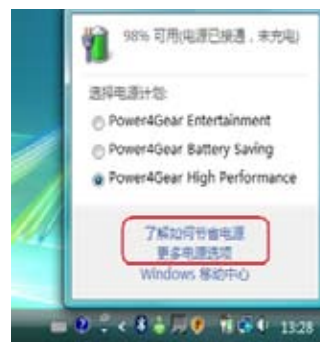 98% 可用(电源已接通，未充电)
选择电源计划:
Power4Gear Entertainment
Power4Gear Battery Saving
Power4Gear High Performance
了解如何节省电源
更多电源选项
Windows 移动中心
13:28